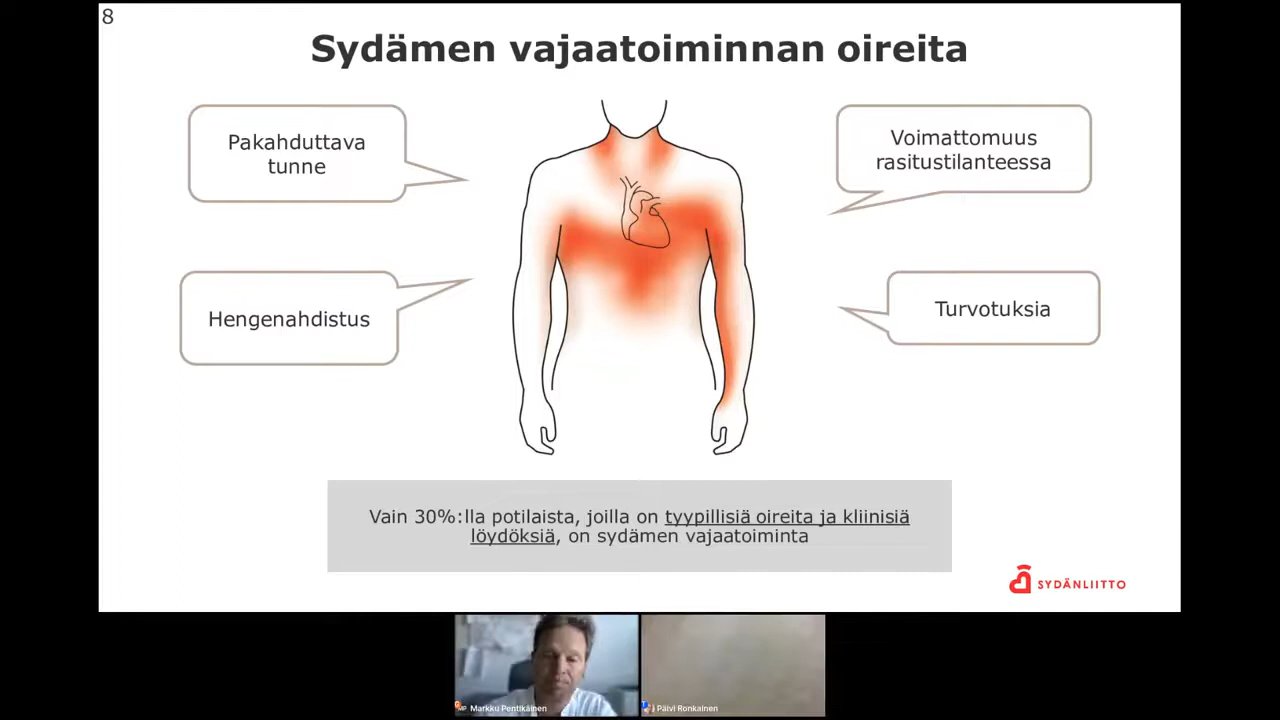 8
Sydämen vajaatoiminnan oireita
Pakahduttava
tunne
Voimattomuus
rasitustilanteessa
Hengenahdistus
Turvotuksia
Vain 30%:lla potilaista, joilla on tyypillisiä oireita ja kliinisiä
löydöksiä, on sydämen vajaatoiminta
SYDÄNLIITTO
Markku Pentikäinen
Päivi Ronkainen